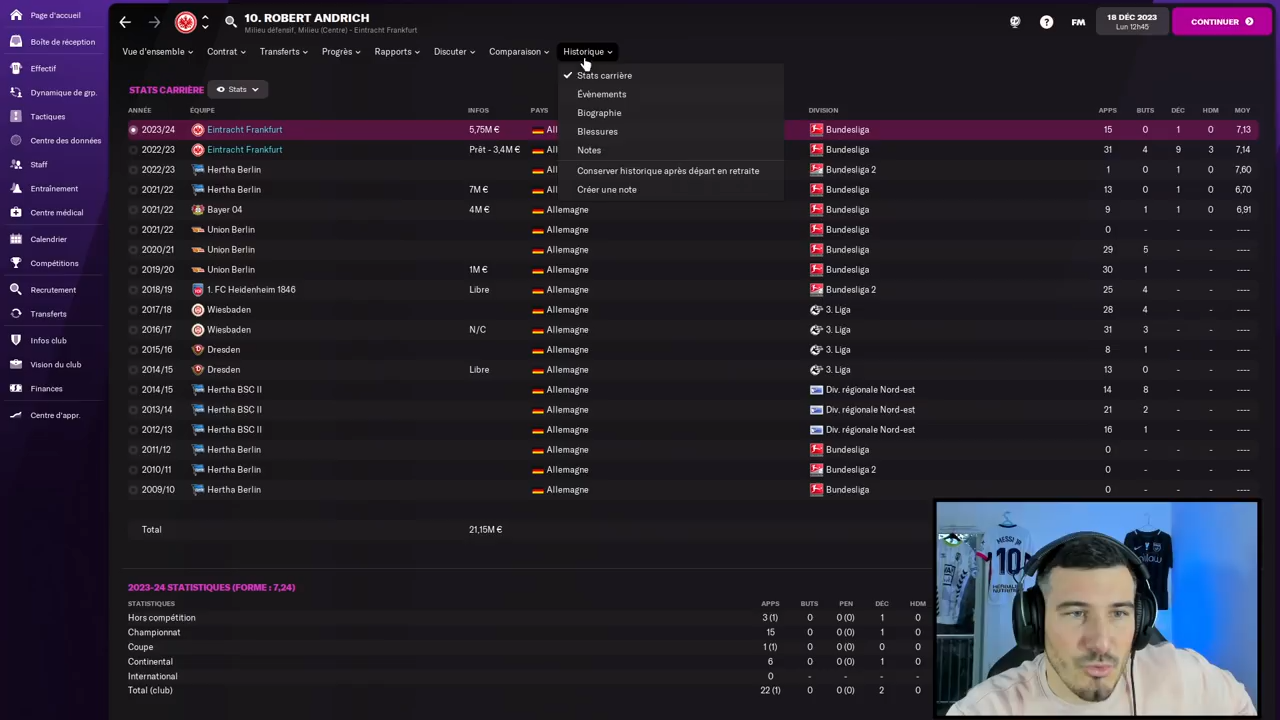 10. ROBERT ANDRICH
Milieu défensif, Milieu (Centre) - Eintracht Frankfurt
FM
18 DÉC 2023
Lun 12h45
CONTINUER
Page d'accueil
Boîte de réception
Effectif
Dynamique de grp.
Tactiques
Centre des données
Staff
Entraînement
Centre médical
Calendrier
Compétitions
Recrutement
Transferts
Infos club
Vision du club
Finances
Centre d'appr.
Vue d'ensemble Contrat Transferts Progrès Rapports Discuter Comparaison Historique
Stats carrière
Évènements
Biographie
Blessures
Notes
Conserver historique après départ en retraite
Créer une note
STATS CARRIÈRE Stats
ANNÉE ÉQUIPE INFOS PAYS DIVISION APPS BUTS DÉC HDM MOY
2023/24 Eintracht Frankfurt 5,75M € All Bundesliga 15 0 1 0 7,13
2022/23 Eintracht Frankfurt Prêt - 3,4M € All Bundesliga 31 4 9 3 7,14
2022/23 Hertha Berlin All Bundesliga 2 1 0 0 0 7,60
2021/22 Hertha Berlin 7M € All Bundesliga 13 0 1 0 6,70
2021/22 Bayer 04 4M € Allemagne Bundesliga 9 1 1 0 6,91
2021/22 Union Berlin Allemagne Bundesliga 0 - - - ----
2020/21 Union Berlin Allemagne Bundesliga 29 5 - - ----
2019/20 Union Berlin 1M € Allemagne Bundesliga 30 1 - - ----
2018/19 1. FC Heidenheim 1846 Libre Allemagne Bundesliga 2 25 4 - - ----
2017/18 Wiesbaden Allemagne 3. Liga 28 4 - - ----
2016/17 Wiesbaden N/C Allemagne 3. Liga 31 3 - - ----
2015/16 Dresden Allemagne 3. Liga 8 1 - - ----
2014/15 Dresden Libre Allemagne 3. Liga 13 0 - - ----
2014/15 Hertha BSC II Allemagne Div. régionale Nord-est 14 8 - - ----
2013/14 Hertha BSC II Allemagne Div. régionale Nord-est 21 2 - - ----
2012/13 Hertha BSC II Allemagne Div. régionale Nord-est 16 1 - - ----
2011/12 Hertha Berlin Allemagne Bundesliga 0 - - - ----
2010/11 Hertha Berlin Allemagne Bundesliga 2 0 - - - ----
2009/10 Hertha Berlin Allemagne Bundesliga 0 - - - ----
Total 21,15M €
2023-24 STATISTIQUES (FORME : 7,24)
STATISTIQUES APPS BUTS PEN DÉC HDM
Hors compétition 3 (1) 0 0 (0) 1 0
Championnat 15 0 0 (0) 1 0
Coupe 1 (1) 0 0 (0) 0 0
Continental 6 0 0 (0) 1 0
International 0 - - - -
Total (club) 22 (1) 0 0 (0) 2 0
MESSI JR
10